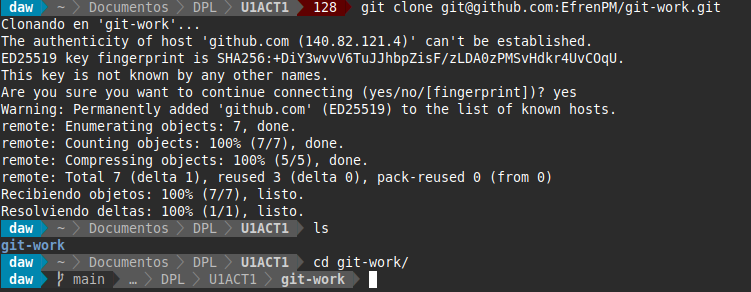 daw ~ Documentos DPL U1ACT1 128 git clone git@github.com:EfrenPM/git-work.git
Clonando en 'git-work'...
The authenticity of host 'github.com (140.82.121.4)' can't be established.
ED25519 key fingerprint is SHA256:+DiY3wvvV6TuJJhbpZisF/zLDA0zPMSvHdkr4UvCOqU.
This key is not known by any other names.
Are you sure you want to continue connecting (yes/no/[fingerprint])? yes
Warning: Permanently added 'github.com' (ED25519) to the list of known hosts.
remote: Enumerating objects: 7, done.
remote: Counting objects: 100% (7/7), done.
remote: Compressing objects: 100% (5/5), done.
remote: Total 7 (delta 1), reused 3 (delta 0), pack-reused 0 (from 0)
Recibiendo objetos: 100% (7/7), listo.
Resolviendo deltas: 100% (1/1), listo.
daw ~ Documentos DPL U1ACT1 ls
git-work
daw ~ Documentos DPL U1ACT1 cd git-work/
daw main … DPL U1ACT1 git-work